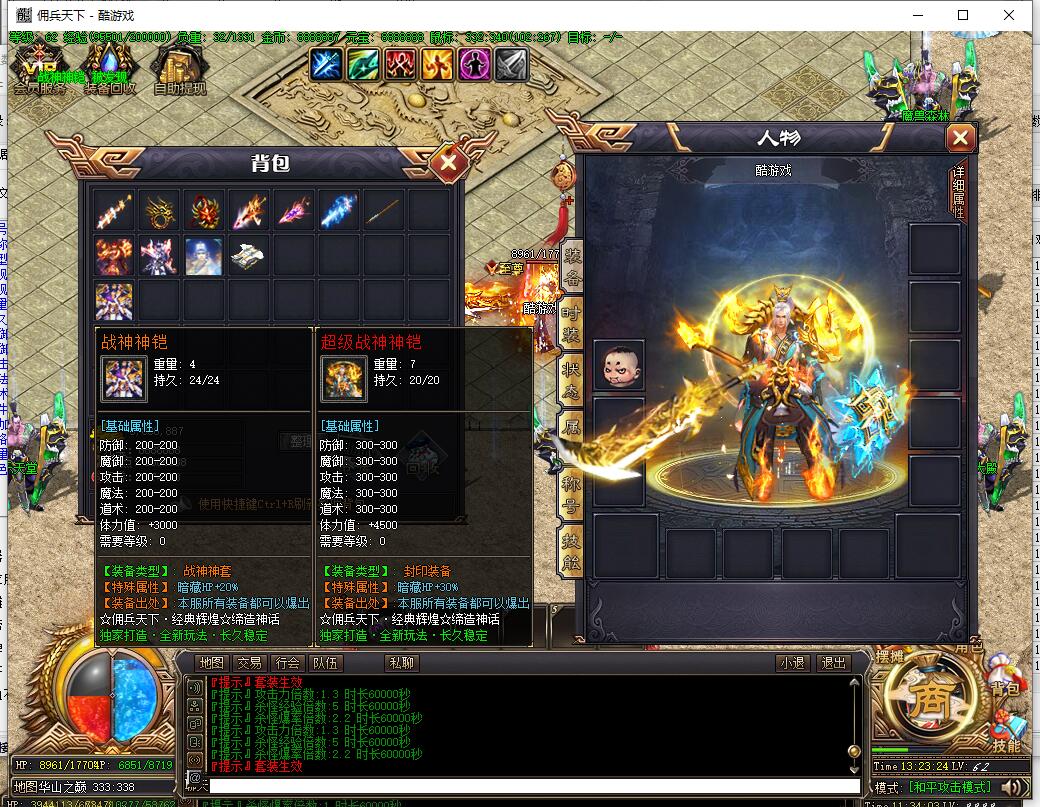 佣兵天下 - 酷游戏
等级: 62 经验(95501/200000) 负重: 32/1331 金币: 8888887 元宝: 8888888 鼠标: 332:340(102:267) 目标: -/-
VIP
会员服务
装备回收
自助提现
魔兽森林
背包
人物
酷游戏
详细属性
装备
时装
状态
属
称号
技能
8961/177
至尊
酷游戏
战神神铠
重量: 4
持久: 24/24
[基础属性]
防御: 200-200
魔御: 200-200
攻击: 200-200
魔法: 200-200
道术: 200-200
体力值: +3000
需要等级: 0
【装备类型】: 战神神套
【特殊属性】: 暗藏HP+20%
【装备出处】: 本服所有装备都可以爆出
☆佣兵天下·经典辉煌☆缔造神话
独家打造·全新玩法·长久稳定
超级战神神铠
重量: 7
持久: 20/20
[基础属性]
防御: 300-300
魔御: 300-300
攻击: 300-300
魔法: 300-300
道术: 300-300
体力值: +4500
需要等级: 0
【装备类型】: 封印装备
【特殊属性】: 暗藏HP+30%
【装备出处】: 本服所有装备都可以爆出
☆佣兵天下·经典辉煌☆缔造神话
独家打造·全新玩法·长久稳定
887
整理
回收
使用快捷键Ctrl+R刷新
天堂
大殿
地图 交易 行会 队伍 私聊 小退 退出
『提示』套装生效
『提示』攻击力倍数:1.3 时长60000秒
『提示』杀怪经验倍数:5 时长60000秒
『提示』杀怪爆率倍数:2.2 时长60000秒
『提示』攻击力倍数:1.3 时长60000秒
『提示』杀怪经验倍数:5 时长60000秒
『提示』杀怪爆率倍数:2.2 时长60000秒
『提示』套装生效
聊天
HP: 8961/17704
MP: 6851/8719
地图华山之巅 333:338
摆摊
角色
商
背包
技能
Time 13:23:24 LV: 62
模式: [和平攻击模式]